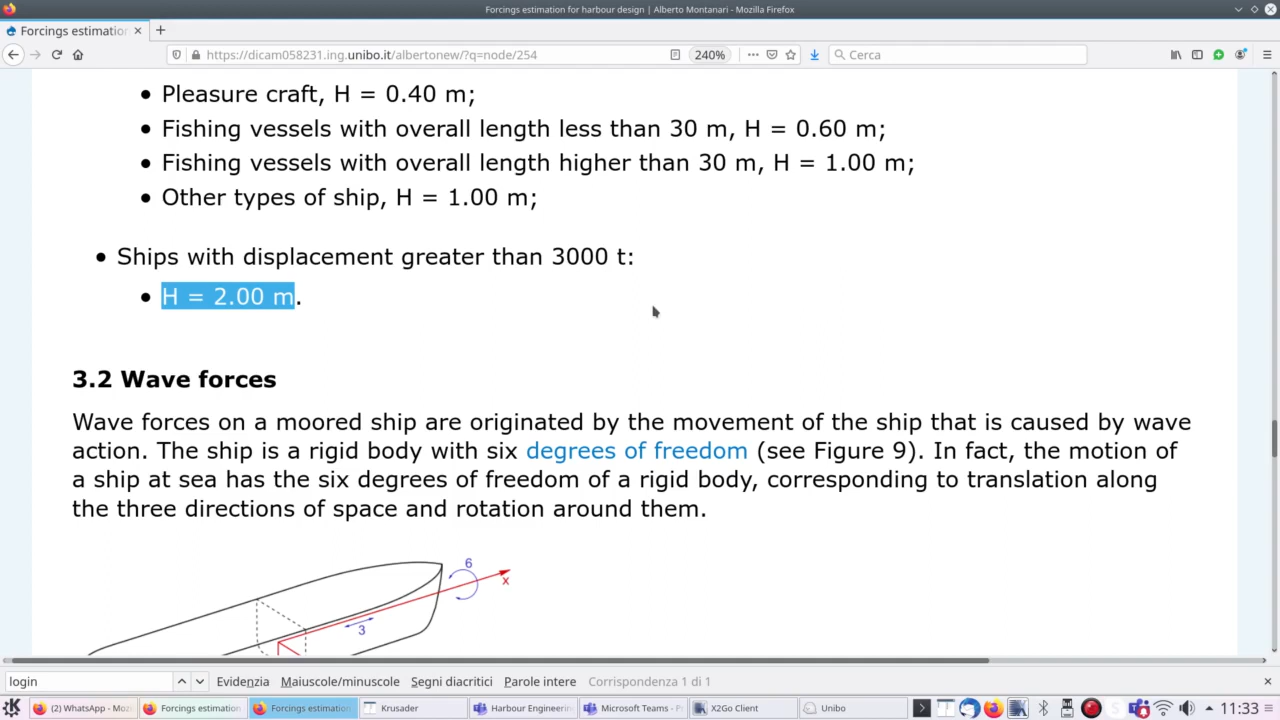 Forcings estimation for harbour design | Alberto Montanari - Mozilla Firefox
Forcings estimation
https://dicam058231.ing.unibo.it/albertonew/?q=node/254
240%
Cerca
• Pleasure craft, H = 0.40 m;
• Fishing vessels with overall length less than 30 m, H = 0.60 m;
• Fishing vessels with overall length higher than 30 m, H = 1.00 m;
• Other types of ship, H = 1.00 m;
• Ships with displacement greater than 3000 t:
• H = 2.00 m.
3.2 Wave forces
Wave forces on a moored ship are originated by the movement of the ship that is caused by wave
action. The ship is a rigid body with six degrees of freedom (see Figure 9). In fact, the motion of
a ship at sea has the six degrees of freedom of a rigid body, corresponding to translation along
the three directions of space and rotation around them.
6
x
3
login
Evidenzia Maiuscole/minuscole Segni diacritici Parole intere Corrispondenza 1 di 1
(2) WhatsApp - Moz
Forcings estimation
Forcings estimation
Krusader
Harbour Engineerin
Microsoft Teams - P
X2Go Client
Unibo
11:33